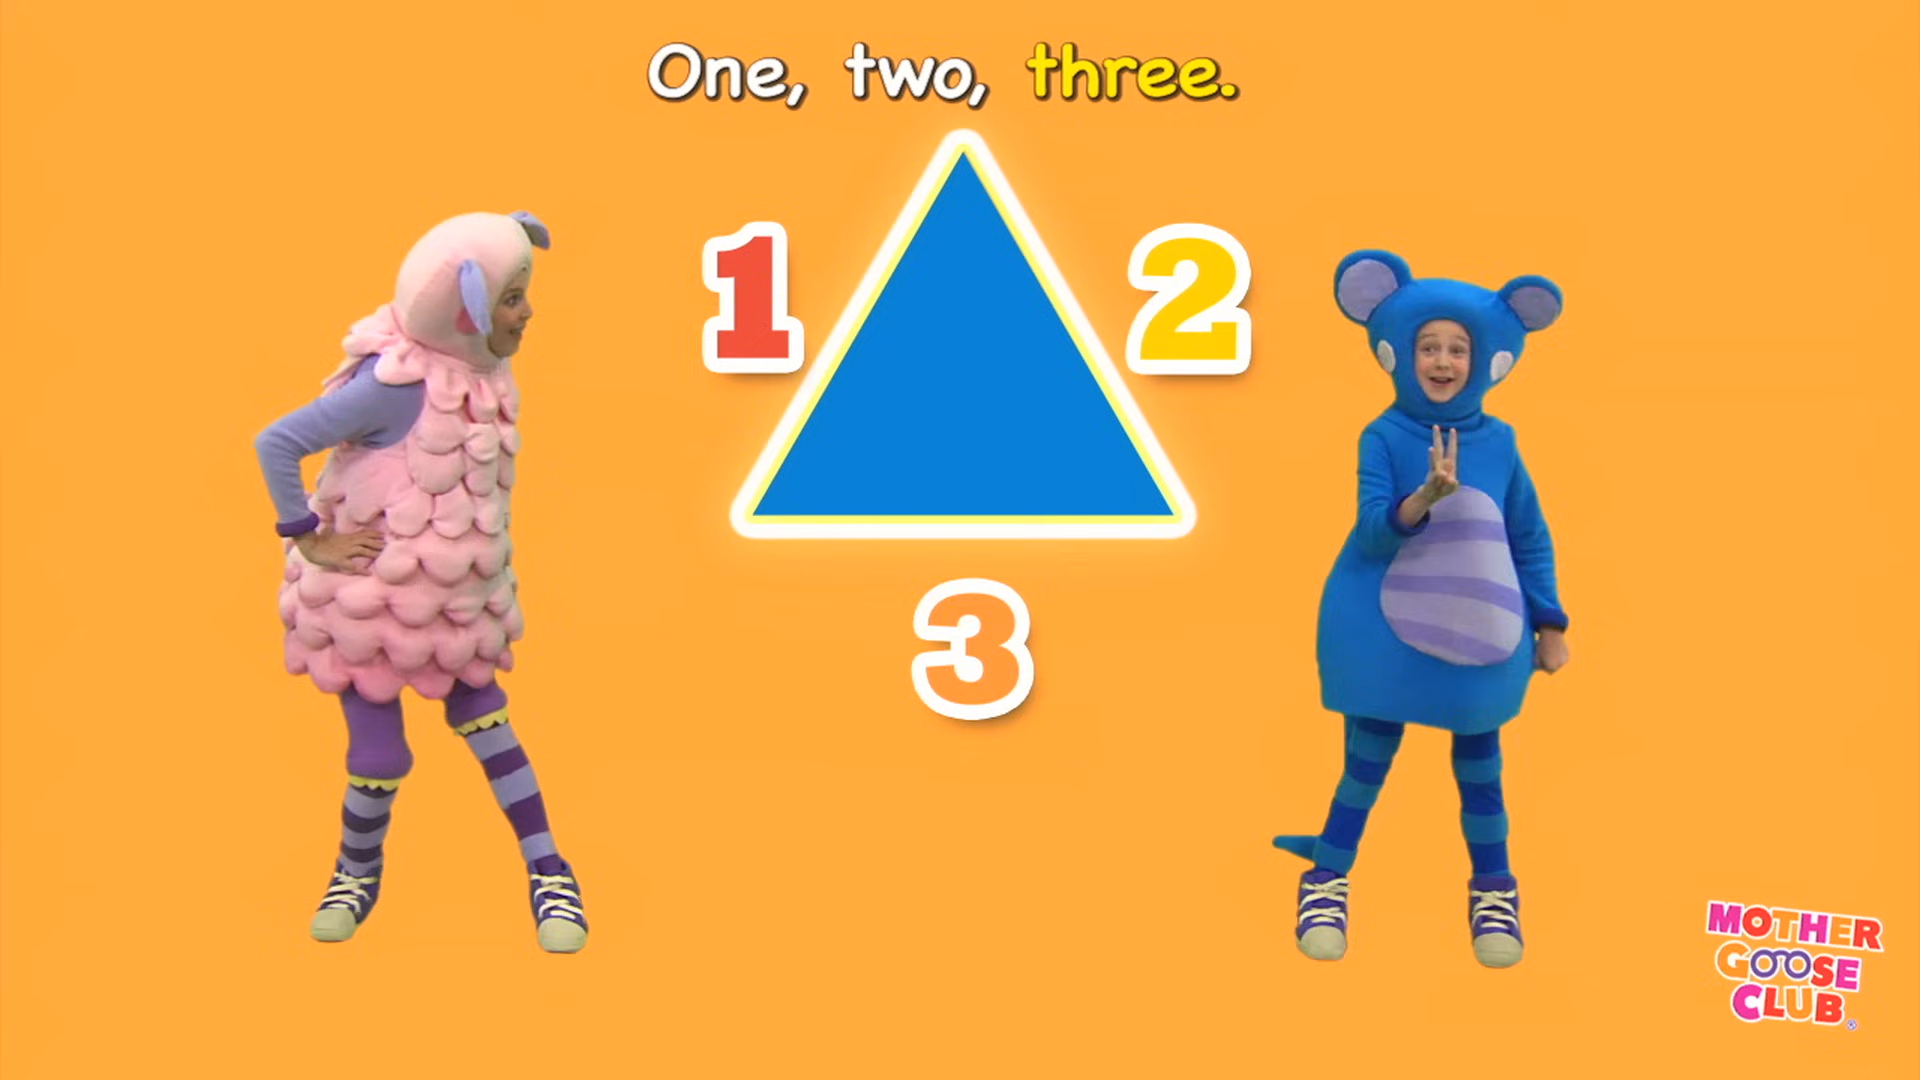 One, two, three.
1
2
3
MOTHER
GOOSE
CLUB